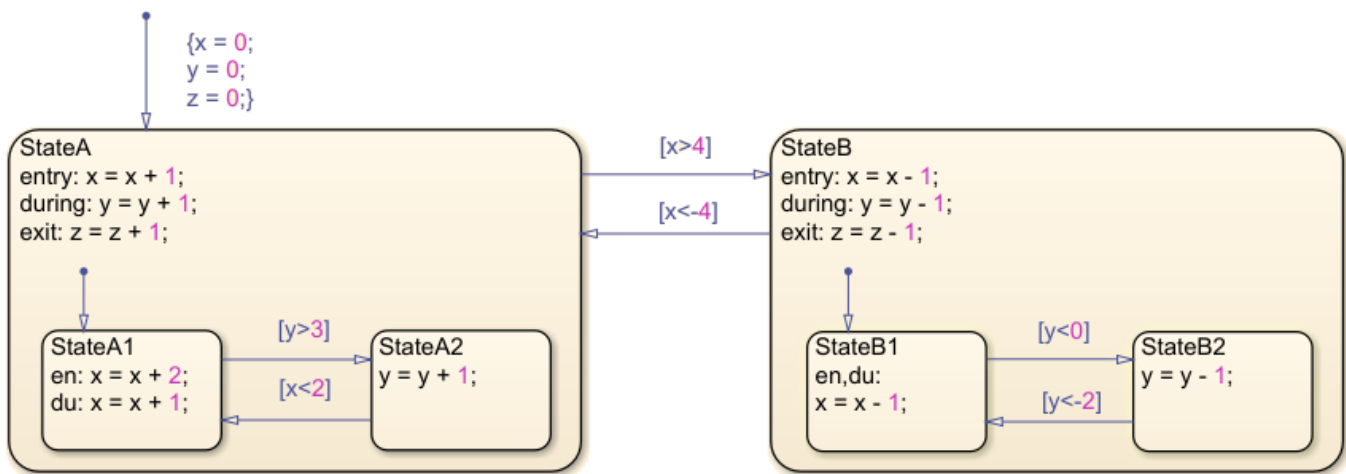 {x = 0;
y = 0;
z = 0;}
StateA
entry: x = x + 1;
during: y = y + 1;
exit: z = z + 1;
StateA1
en: x = x + 2;
du: x = x + 1;
[y>3]
[x<2]
StateA2
y = y + 1;
[x>4]
[x<-4]
StateB
entry: x = x - 1;
during: y = y - 1;
exit: z = z - 1;
StateB1
en,du:
x = x - 1;
[y<0]
[y<-2]
StateB2
y = y - 1;